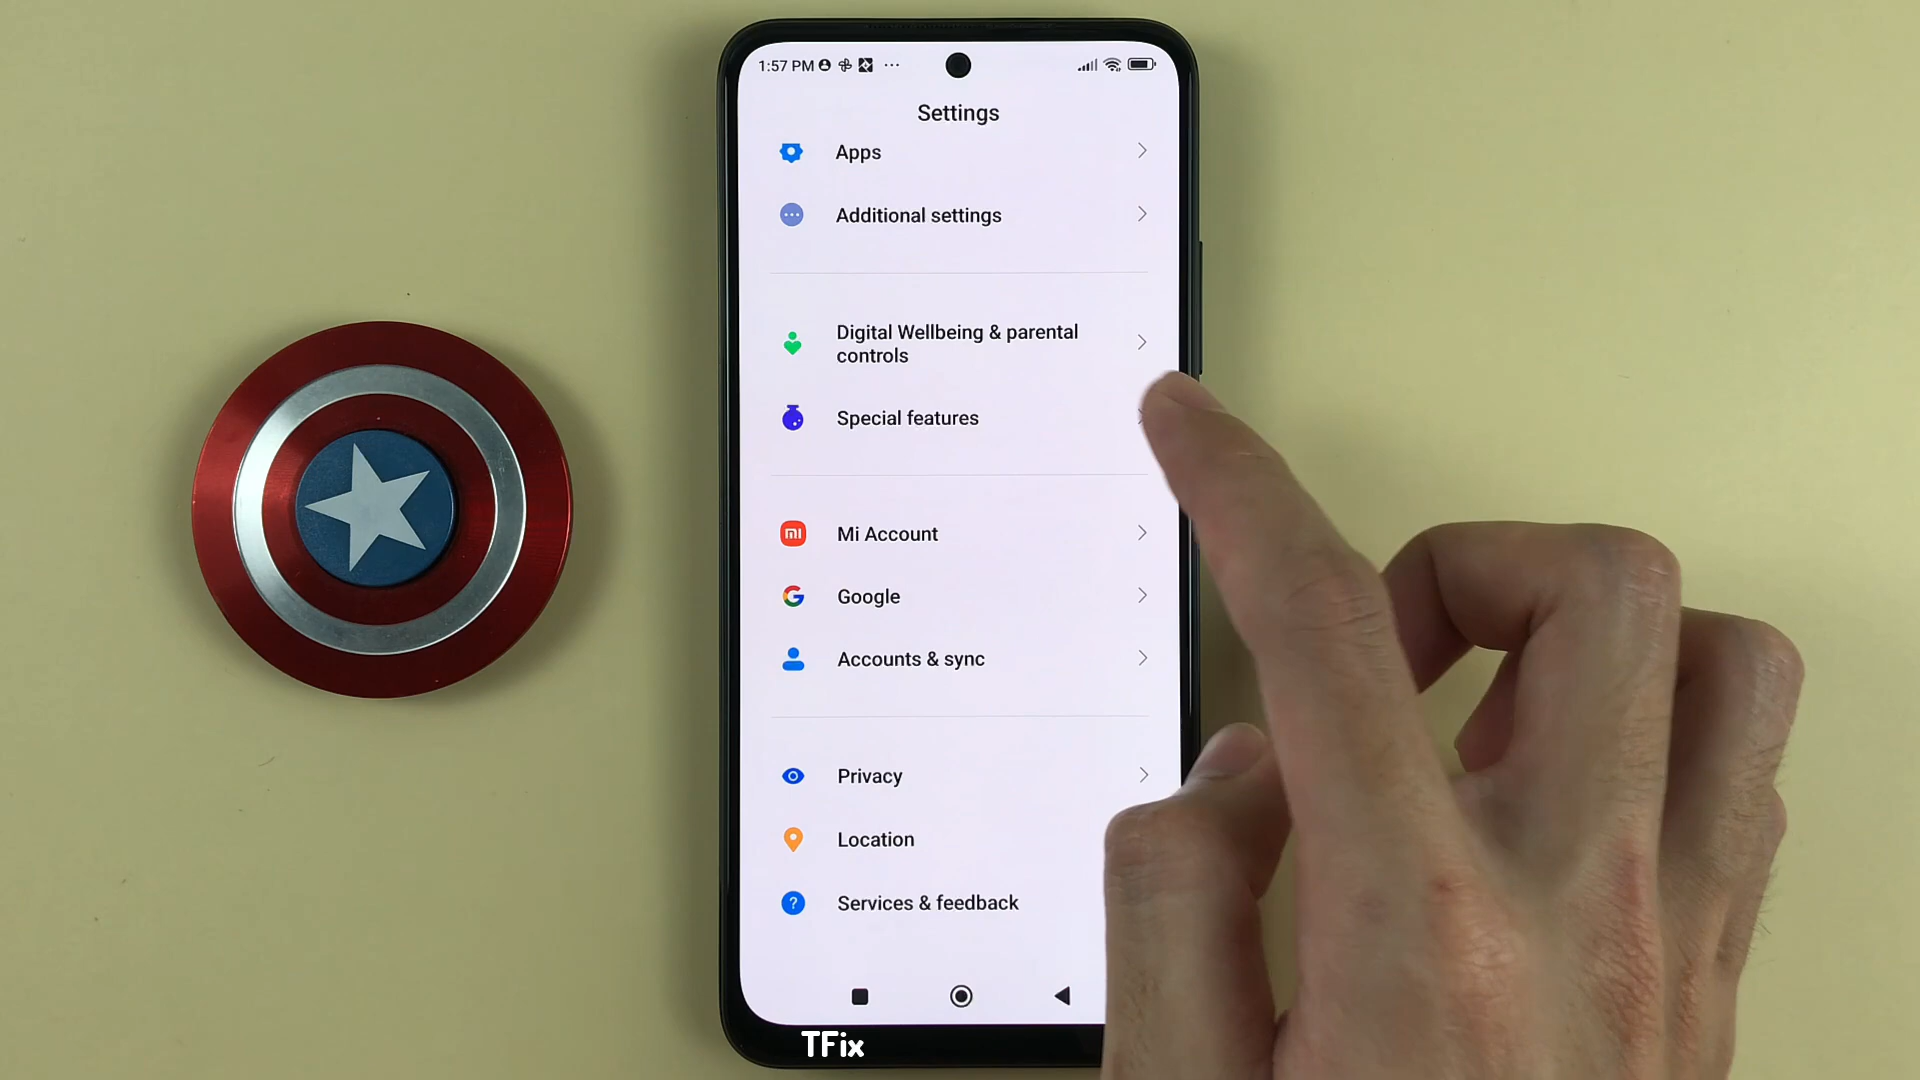 1:57 PM
Settings
Apps
Additional settings
Digital Wellbeing & parental
controls
Special features
Mi Account
Google
Accounts & sync
Privacy
Location
Services & feedback
TFix